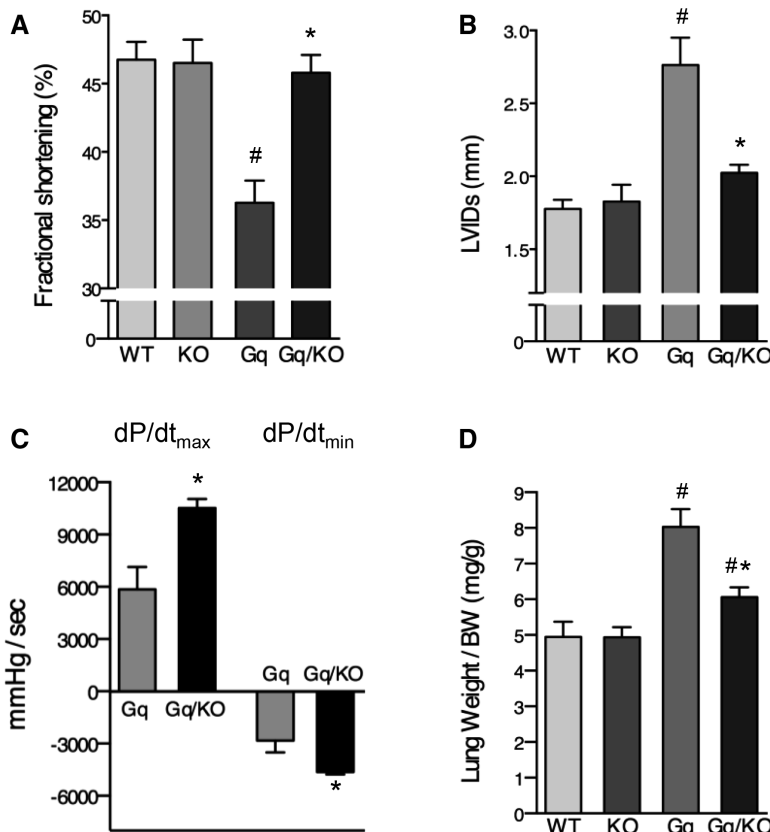 A
Fractional shortening (%)
50
45
40
35
30
0
#
*
WT KO Gq Gq/KO
B
LVIDs (mm)
3.0
2.5
2.0
1.5
0
#
*
WT KO Gq Gq/KO
C
dP/dtmax dP/dtmin
mmHg / sec
12000
9000
6000
3000
0
-3000
-6000
*
Gq Gq/KO
Gq Gq/KO
*
D
Lung Weight / BW (mg/g)
9
8
7
6
5
4
3
2
1
0
#
#*
WT KO Gq Gq/KO